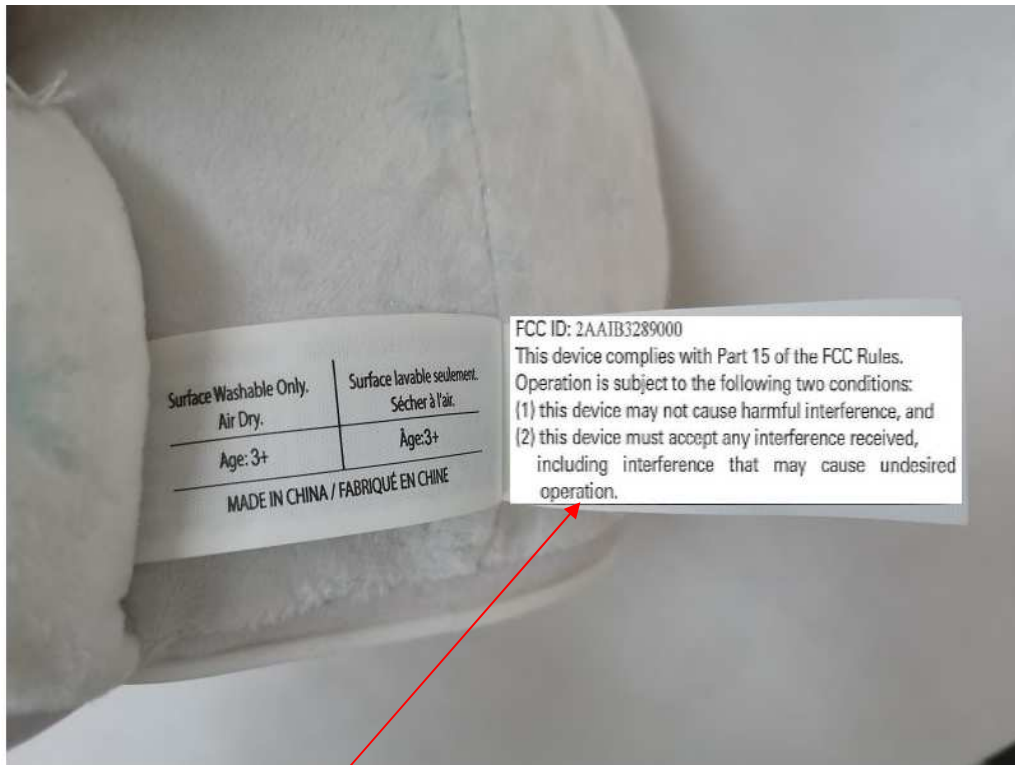 Surface Washable Only.
Air Dry.
Surface lavable seulement.
Sécher à l'air.
Age: 3+
Âge:3+
MADE IN CHINA / FABRIQUÉ EN CHINE
FCC ID: 2AAIB3289000
This device complies with Part 15 of the FCC Rules.
Operation is subject to the following two conditions:
(1) this device may not cause harmful interference, and
(2) this device must accept any interference received,
including interference that may cause undesired
operation.